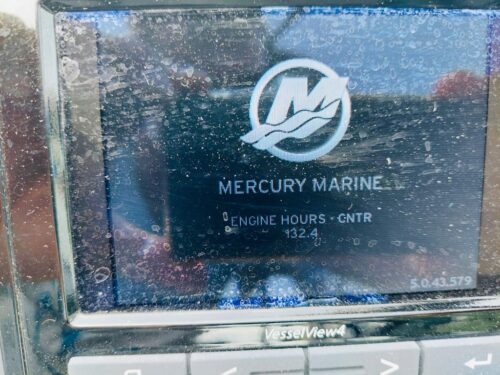 M
MERCURY MARINE
ENGINE HOURS - CNTR
132.4
5.0.43.579
VesselView4